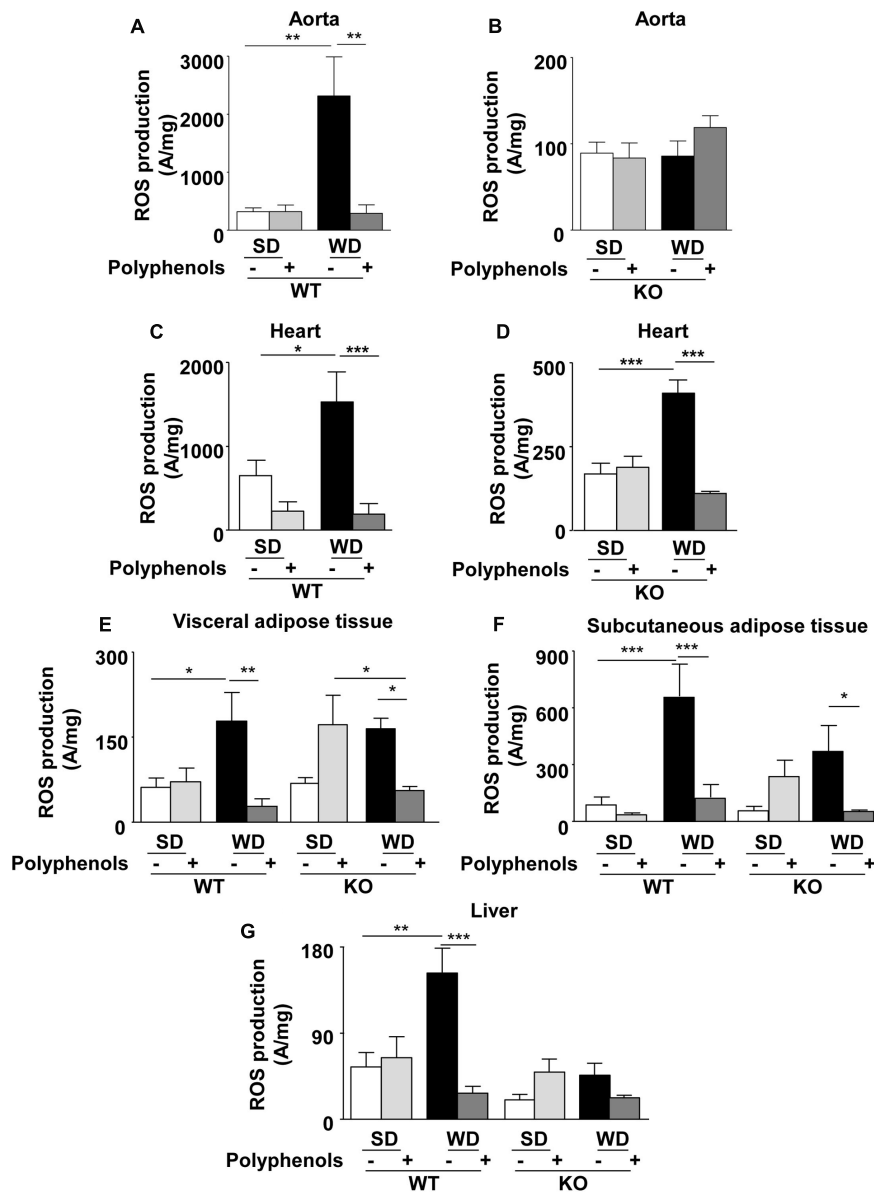 A Aorta
** **
ROS production
(A/mg)
3000
2000
1000
0
SD WD
Polyphenols - + - +
WT
B Aorta
ROS production
(A/mg)
200
100
0
SD WD
Polyphenols - + - +
KO
C Heart
* ***
ROS production
(A/mg)
2000
1000
0
SD WD
Polyphenols - + - +
WT
D Heart
*** ***
ROS production
(A/mg)
500
250
0
SD WD
Polyphenols - + - +
KO
E Visceral adipose tissue
* ** * *
ROS production
(A/mg)
300
150
0
SD WD SD WD
Polyphenols - + - + - + - +
WT KO
F Subcutaneous adipose tissue
*** *** *
ROS production
(A/mg)
900
600
300
0
SD WD SD WD
Polyphenols - + - + - + - +
WT KO
G Liver
** ***
ROS production
(A/mg)
180
90
0
SD WD SD WD
Polyphenols - + - + - + - +
WT KO